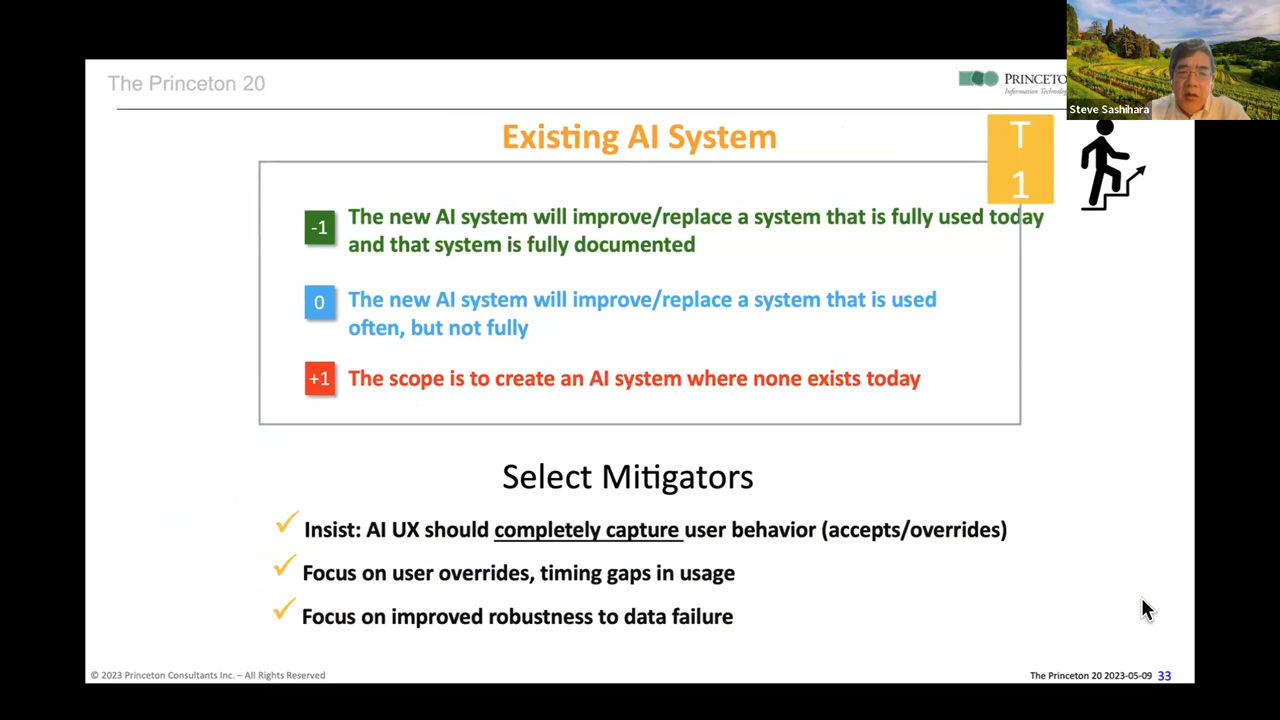 The Princeton 20
PRINCETO
Information Technolog
Steve Sashihara
Existing AI System
T
1
-1
The new AI system will improve/replace a system that is fully used today
and that system is fully documented
0
The new AI system will improve/replace a system that is used
often, but not fully
+1
The scope is to create an AI system where none exists today
Select Mitigators
Insist: AI UX should completely capture user behavior (accepts/overrides)
Focus on user overrides, timing gaps in usage
Focus on improved robustness to data failure
© 2023 Princeton Consultants Inc. – All Rights Reserved
The Princeton 20 2023-05-09 33